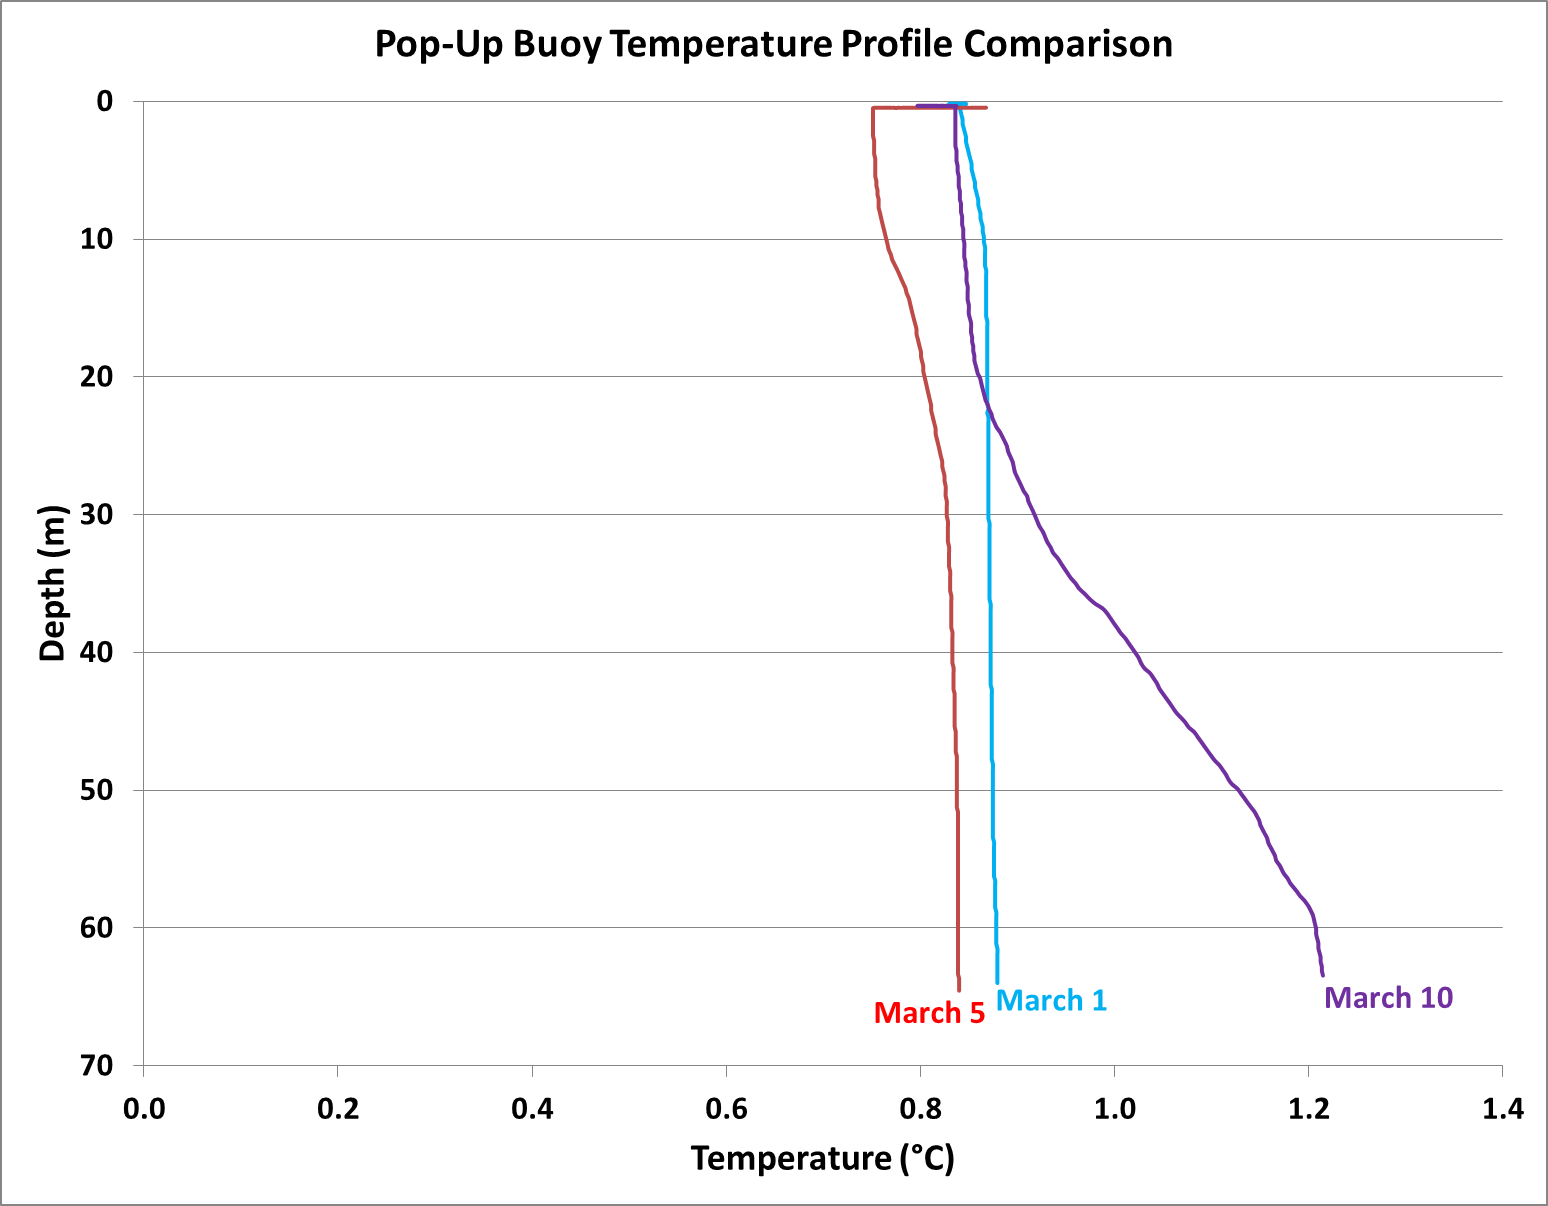 Pop-Up Buoy Temperature Profile Comparison
0
10
20
30
40
50
60
70
Depth (m)
March 5
March 1
March 10
0.0 0.2 0.4 0.6 0.8 1.0 1.2 1.4
Temperature (°C)